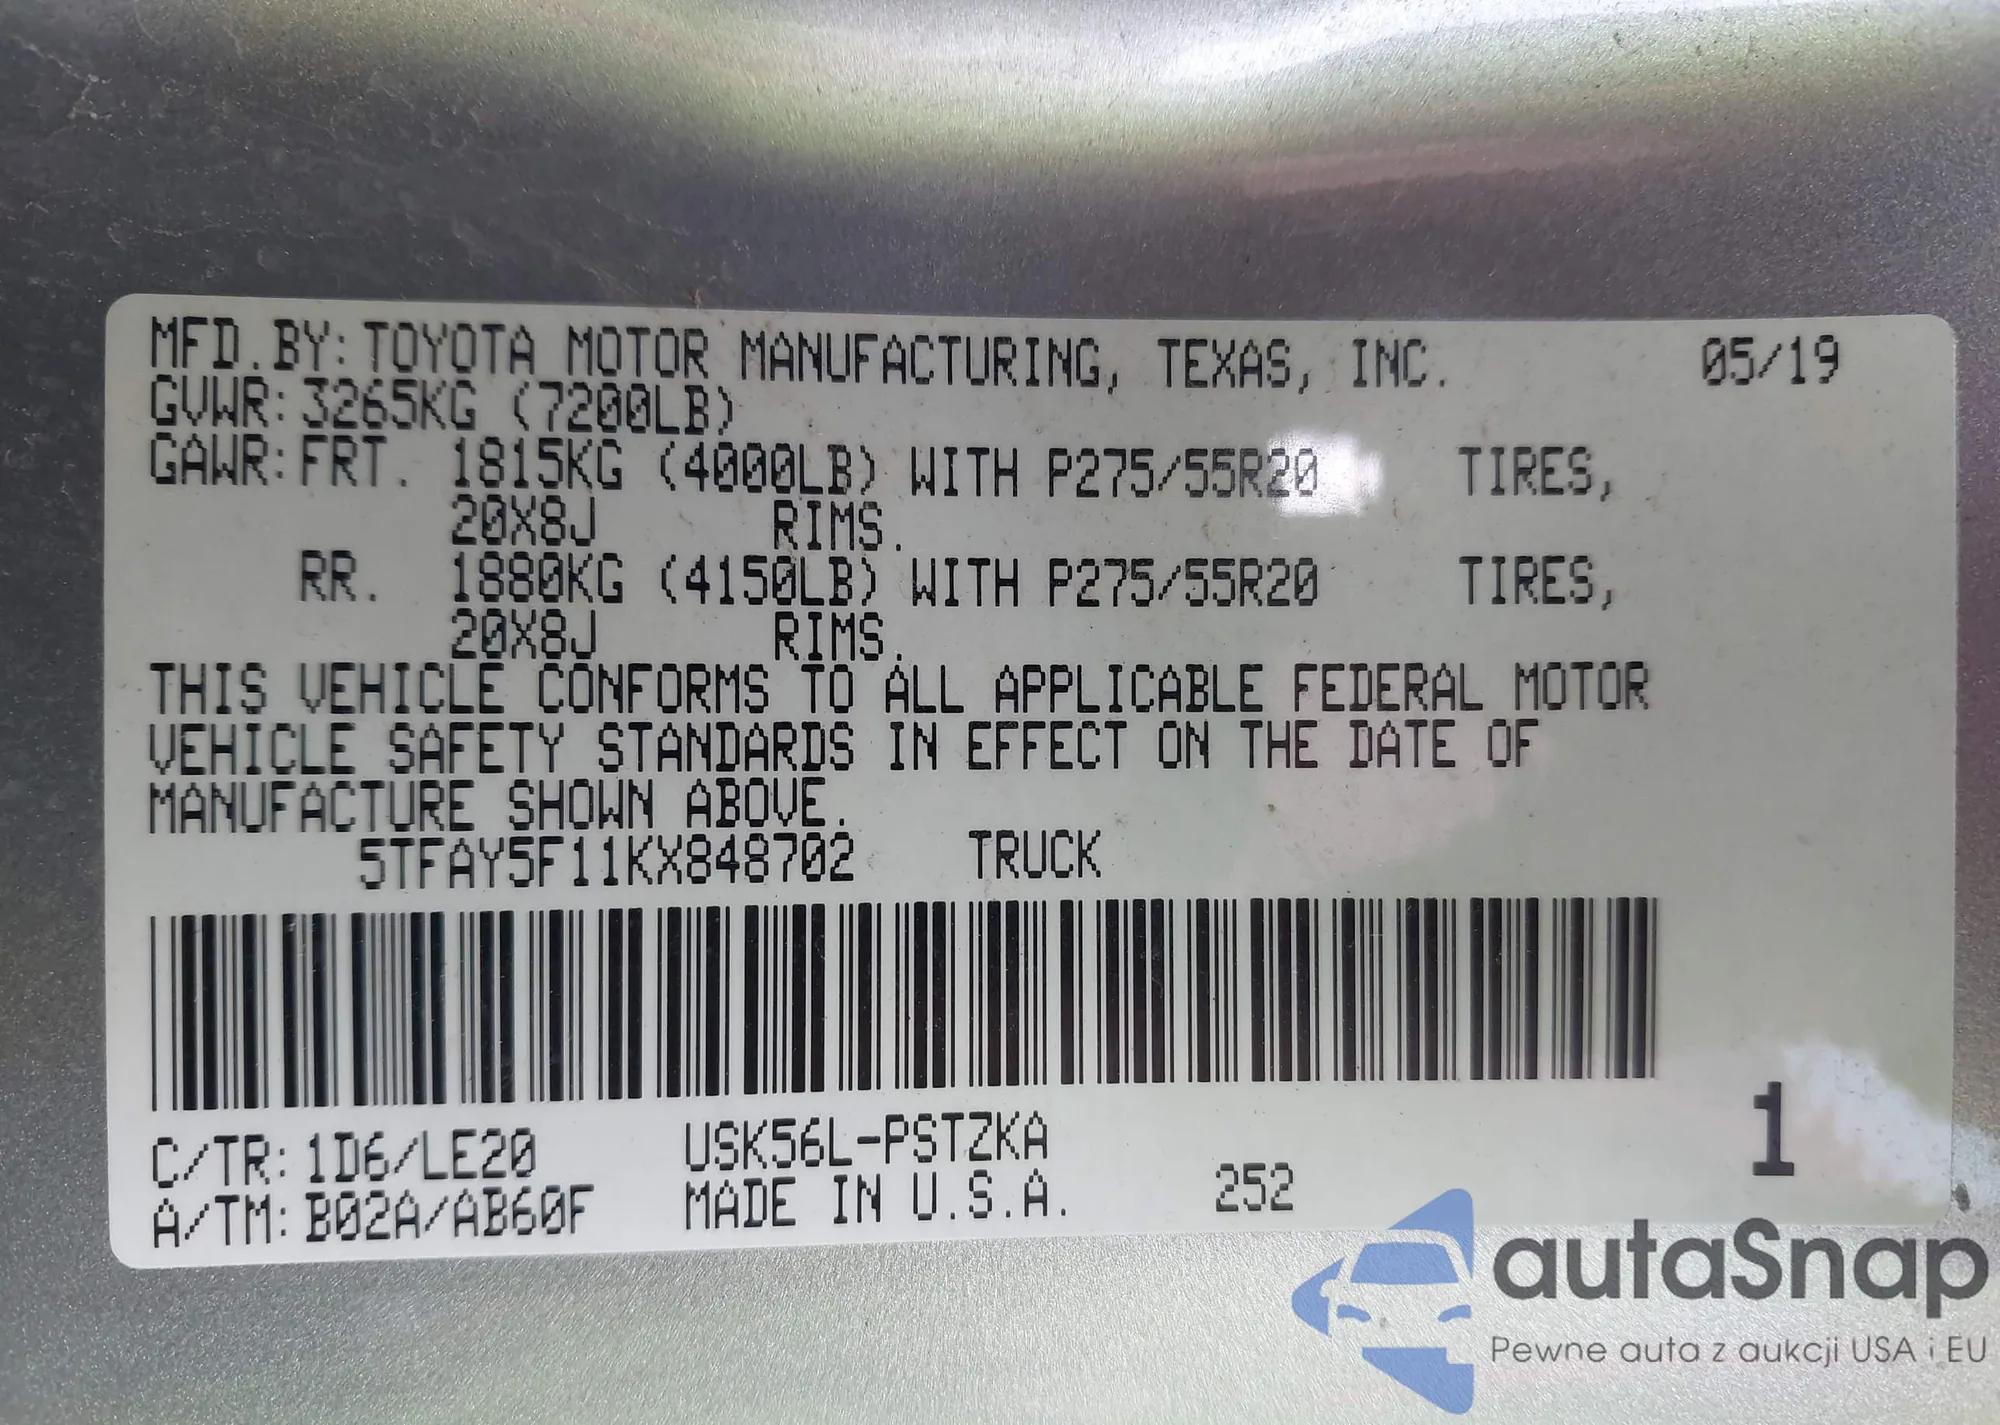 MFD.BY: TOYOTA MOTOR MANUFACTURING, TEXAS, INC. 05/19
GVWR: 3265KG (7200LB)
GAWR: FRT. 1815KG (4000LB) WITH P275/55R20 TIRES,
20X8J RIMS.
RR. 1880KG (4150LB) WITH P275/55R20 TIRES,
20X8J RIMS.
THIS VEHICLE CONFORMS TO ALL APPLICABLE FEDERAL MOTOR
VEHICLE SAFETY STANDARDS IN EFFECT ON THE DATE OF
MANUFACTURE SHOWN ABOVE.
5TFAY5F11KX848702 TRUCK
C/TR: 1D6/LE20 USK56L-PSTZKA 1
A/TM: B02A/AB60F MADE IN U.S.A. 252
autaSnap
Pewne auta z aukcji USA i EU